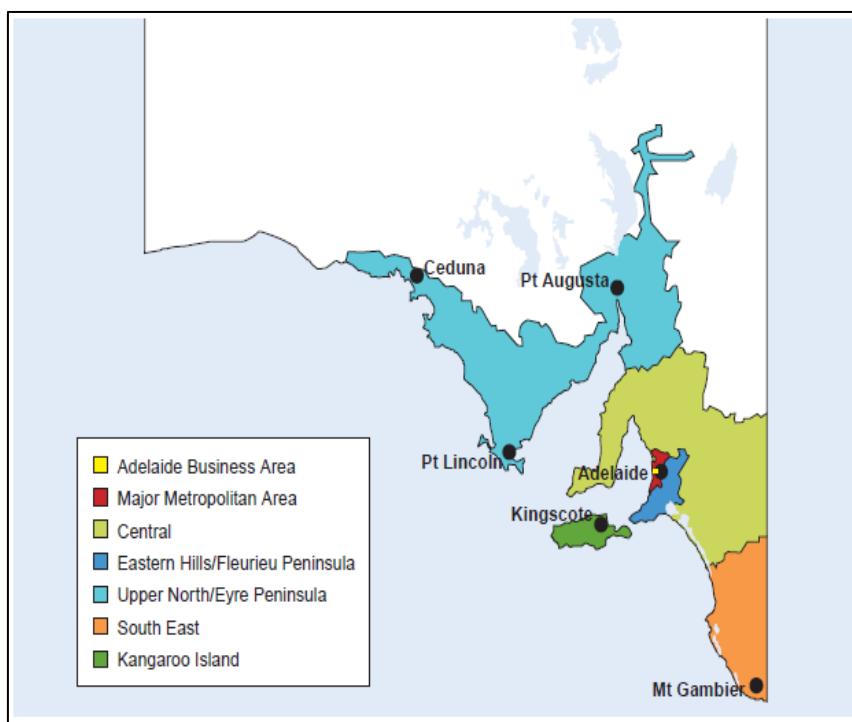 Ceduna
Pt Augusta
Pt Lincoln
Adelaide
Kingscote
Mt Gambier
Adelaide Business Area
Major Metropolitan Area
Central
Eastern Hills/Fleurieu Peninsula
Upper North/Eyre Peninsula
South East
Kangaroo Island